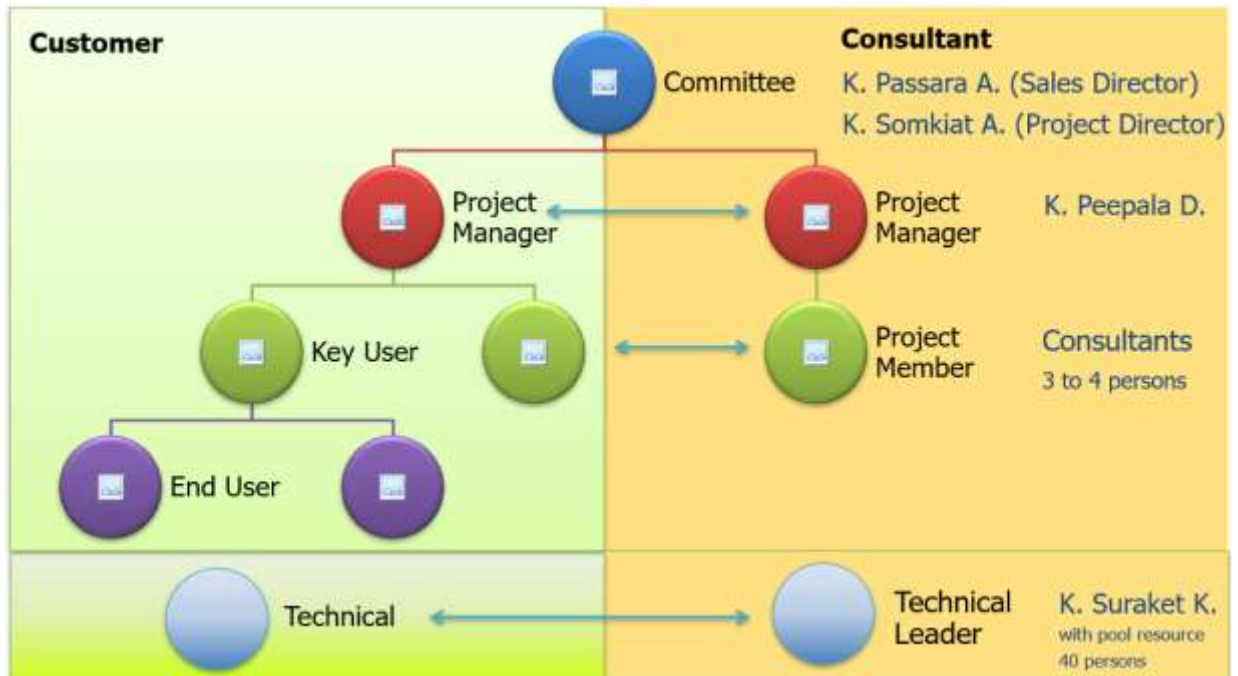 Customer
Consultant
Committee
K. Passara A. (Sales Director)
K. Somkiat A. (Project Director)
Project
Manager
Project
Manager
K. Peepala D.
Key User
Project
Member
Consultants
3 to 4 persons
End User
Technical
Technical
Leader
K. Suraket K.
with pool resource
40 persons